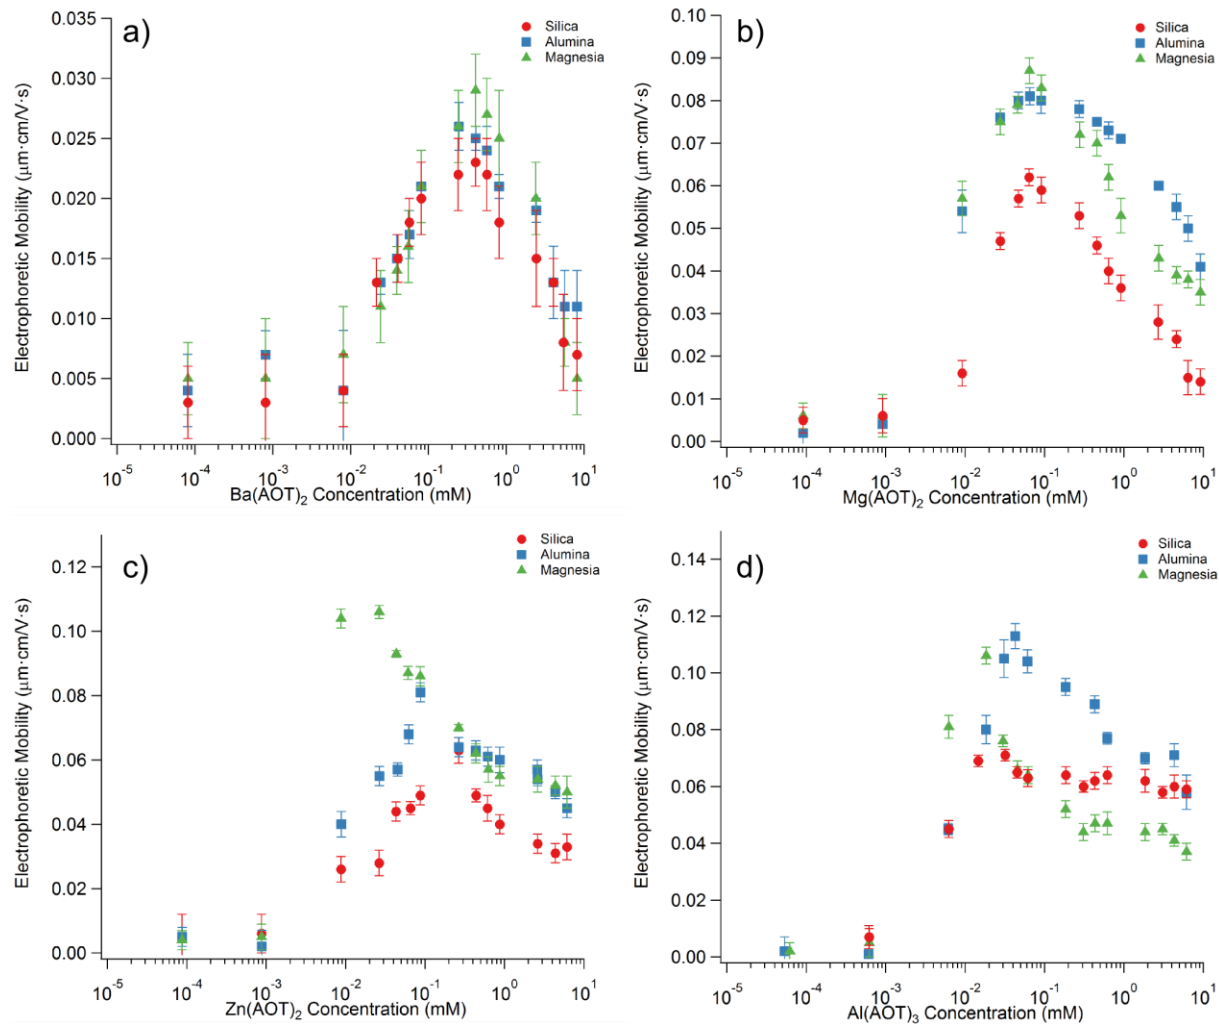 a)
Silica
Alumina
Magnesia
0.035
0.030
0.025
0.020
0.015
0.010
0.005
0.000
Electrophoretic Mobility (μm·cm/V·s)
10-5 10-4 10-3 10-2 10-1 100 101
Ba(AOT)2 Concentration (mM)
b)
Silica
Alumina
Magnesia
0.10
0.09
0.08
0.07
0.06
0.05
0.04
0.03
0.02
0.01
0.00
Electrophoretic Mobility (μm·cm/V·s)
10-5 10-4 10-3 10-2 10-1 100 101
Mg(AOT)2 Concentration (mM)
c)
Silica
Alumina
Magnesia
0.12
0.10
0.08
0.06
0.04
0.02
0.00
Electrophoretic Mobility (μm·cm/V·s)
10-5 10-4 10-3 10-2 10-1 100 101
Zn(AOT)2 Concentration (mM)
d)
Silica
Alumina
Magnesia
0.14
0.12
0.10
0.08
0.06
0.04
0.02
0.00
Electrophoretic Mobility (μm·cm/V·s)
10-5 10-4 10-3 10-2 10-1 100 101
Al(AOT)3 Concentration (mM)